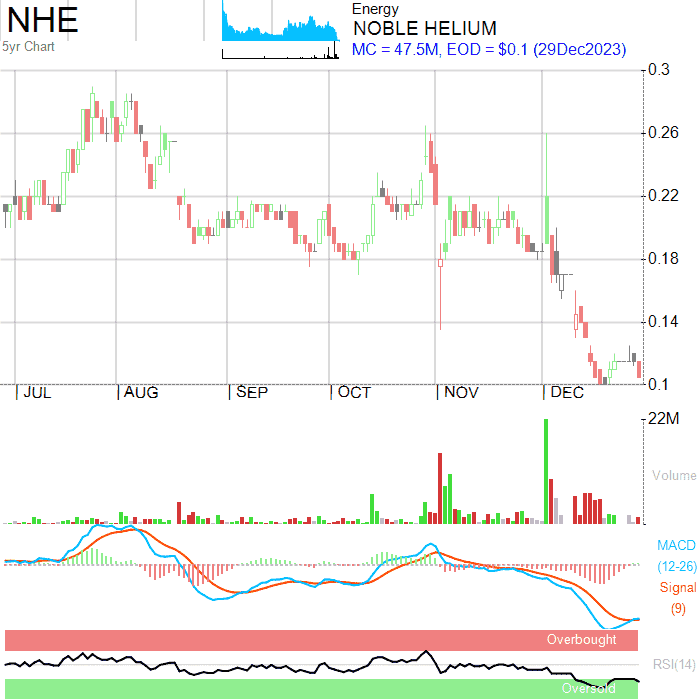 NHE
5yr Chart
Energy
NOBLE HELIUM
MC = 47.5M, EOD = $0.1 (29Dec2023)
0.3
0.26
0.22
0.18
0.14
0.1
JUL AUG SEP OCT NOV DEC
22M
Volume
MACD
(12-26)
Signal
(9)
Overbought
RSI(14)
Oversold